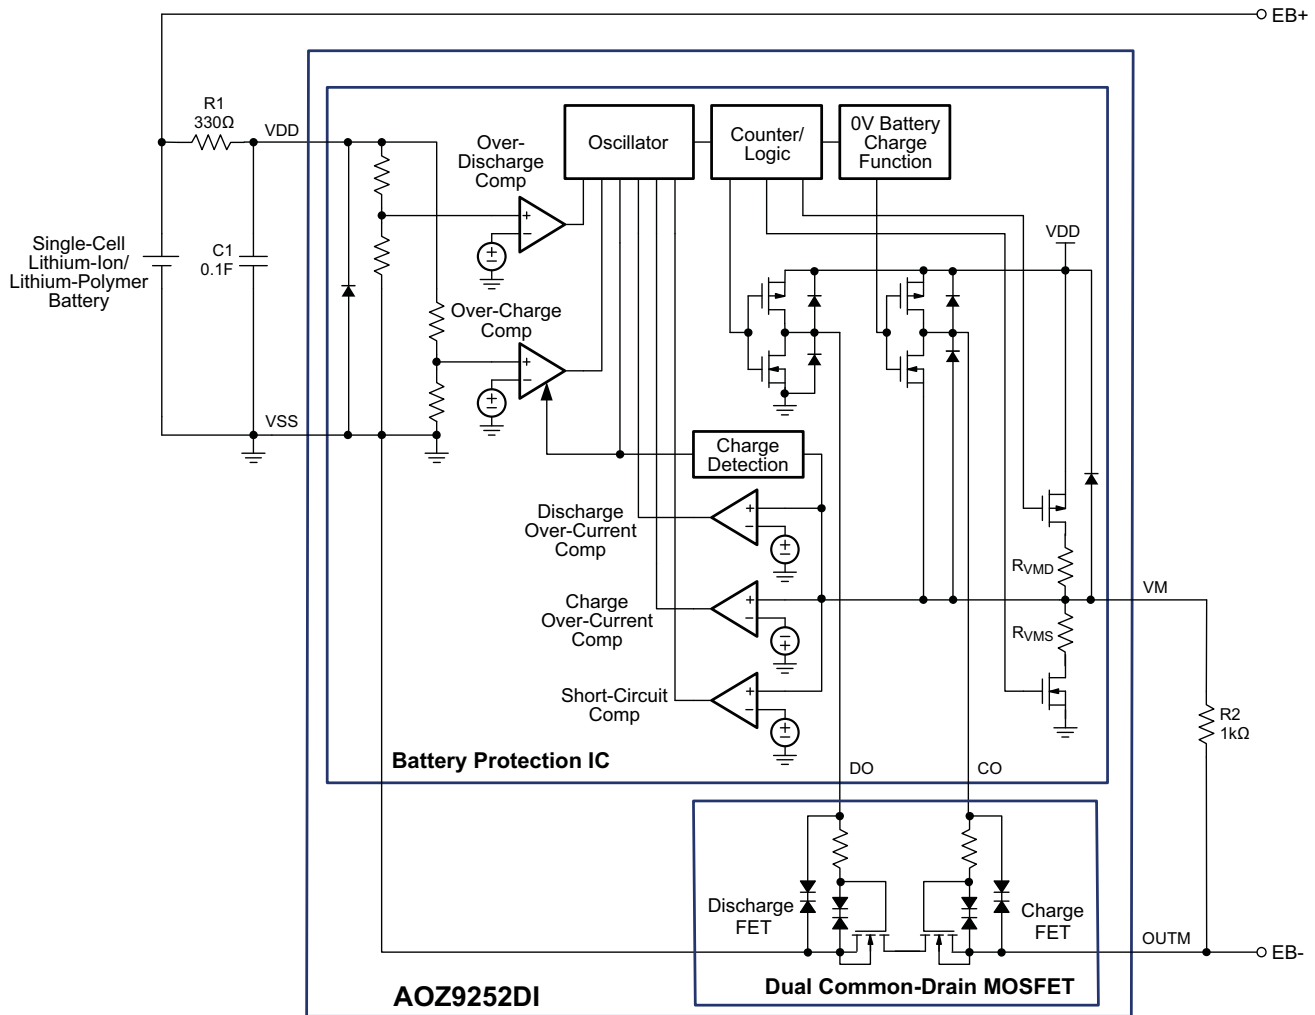 EB+
R1
330Ω
VDD
Over-
Discharge
Comp
Oscillator
Counter/
Logic
0V Battery
Charge
Function
+
−
+
−
VDD
Single-Cell
Lithium-Ion/
Lithium-Polymer
Battery
C1
0.1F
Over-Charge
Comp
+
−
+
−
VSS
Charge
Detection
Discharge
Over-Current
Comp
+
−
+
−
RVMD
VM
Charge
Over-Current
Comp
+
−
−
+
RVMS
Short-Circuit
Comp
+
−
+
−
R2
1kΩ
Battery Protection IC
DO
CO
Discharge
FET
Charge
FET
OUTM
EB-
Dual Common-Drain MOSFET
AOZ9252DI